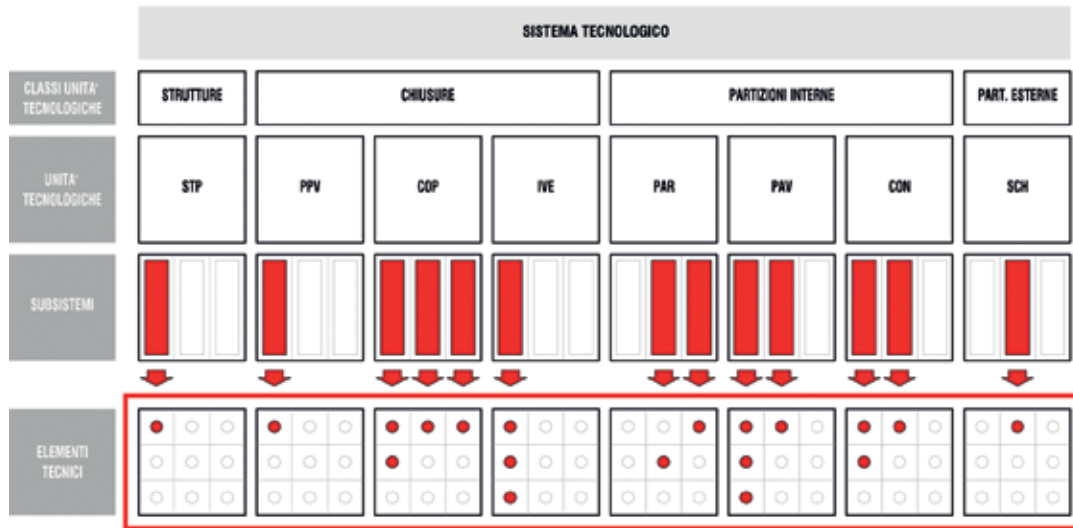 SISTEMA TECNOLOGICO
CLASSI UNITA'
TECNOLOGICHE
STRUTTURE
CHIUSURE
PARTIZIONI INTERNE
PART. ESTERNE
UNITA'
TECNOLOGICHE
STP
PPV
COP
IVE
PAR
PAV
CON
SCH
SUBSISTEMI
ELEMENTI
TECNICI